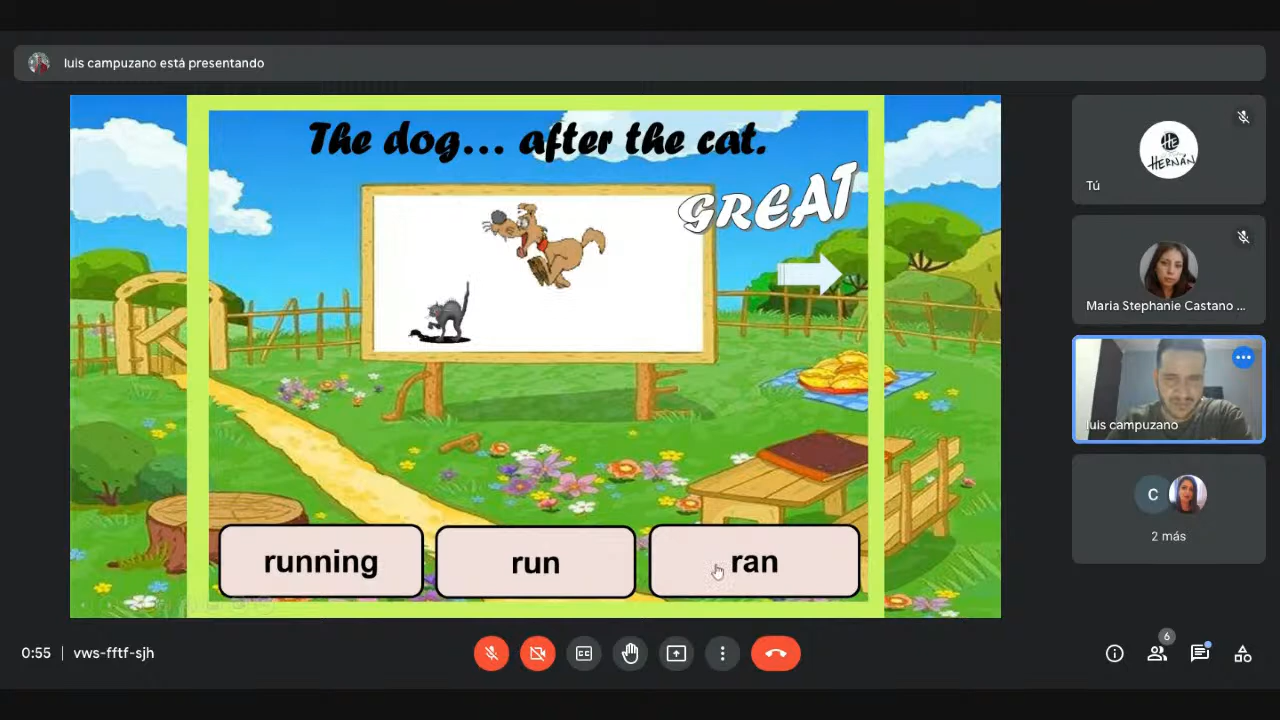 luis campuzano está presentando
The dog... after the cat.
GREAT
running
run
ran
HERNÁN
Tú
Maria Stephanie Castano ...
luis campuzano
C
2 más
0:55 | vws-fftf-sjh
6